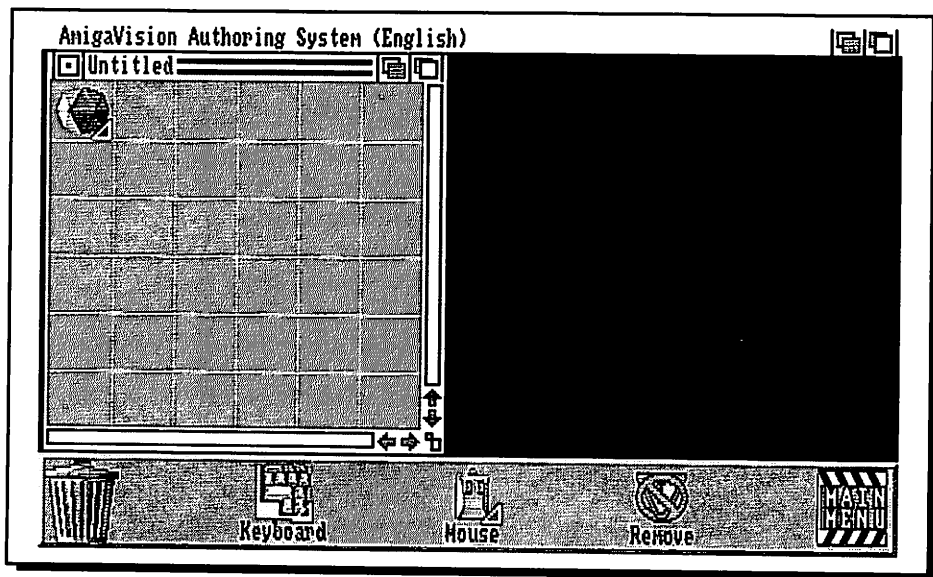 AmigaVision Authoring System (English)
Untitled
Keyboard
Mouse
Remove
MAIN
MENU